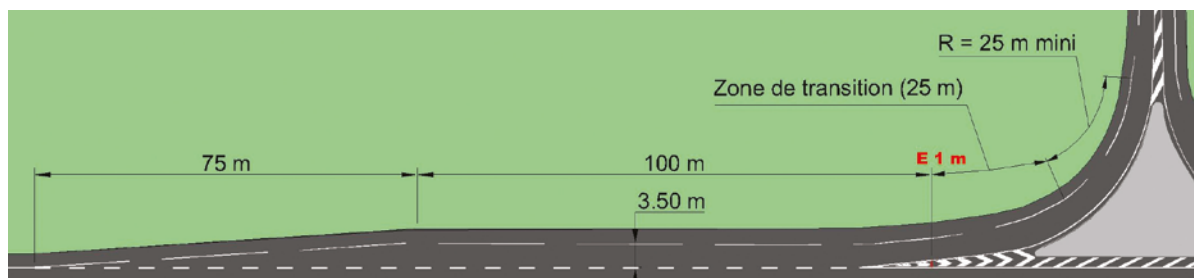 R = 25 m mini
Zone de transition (25 m)
E 1 m
75 m
100 m
3.50 m